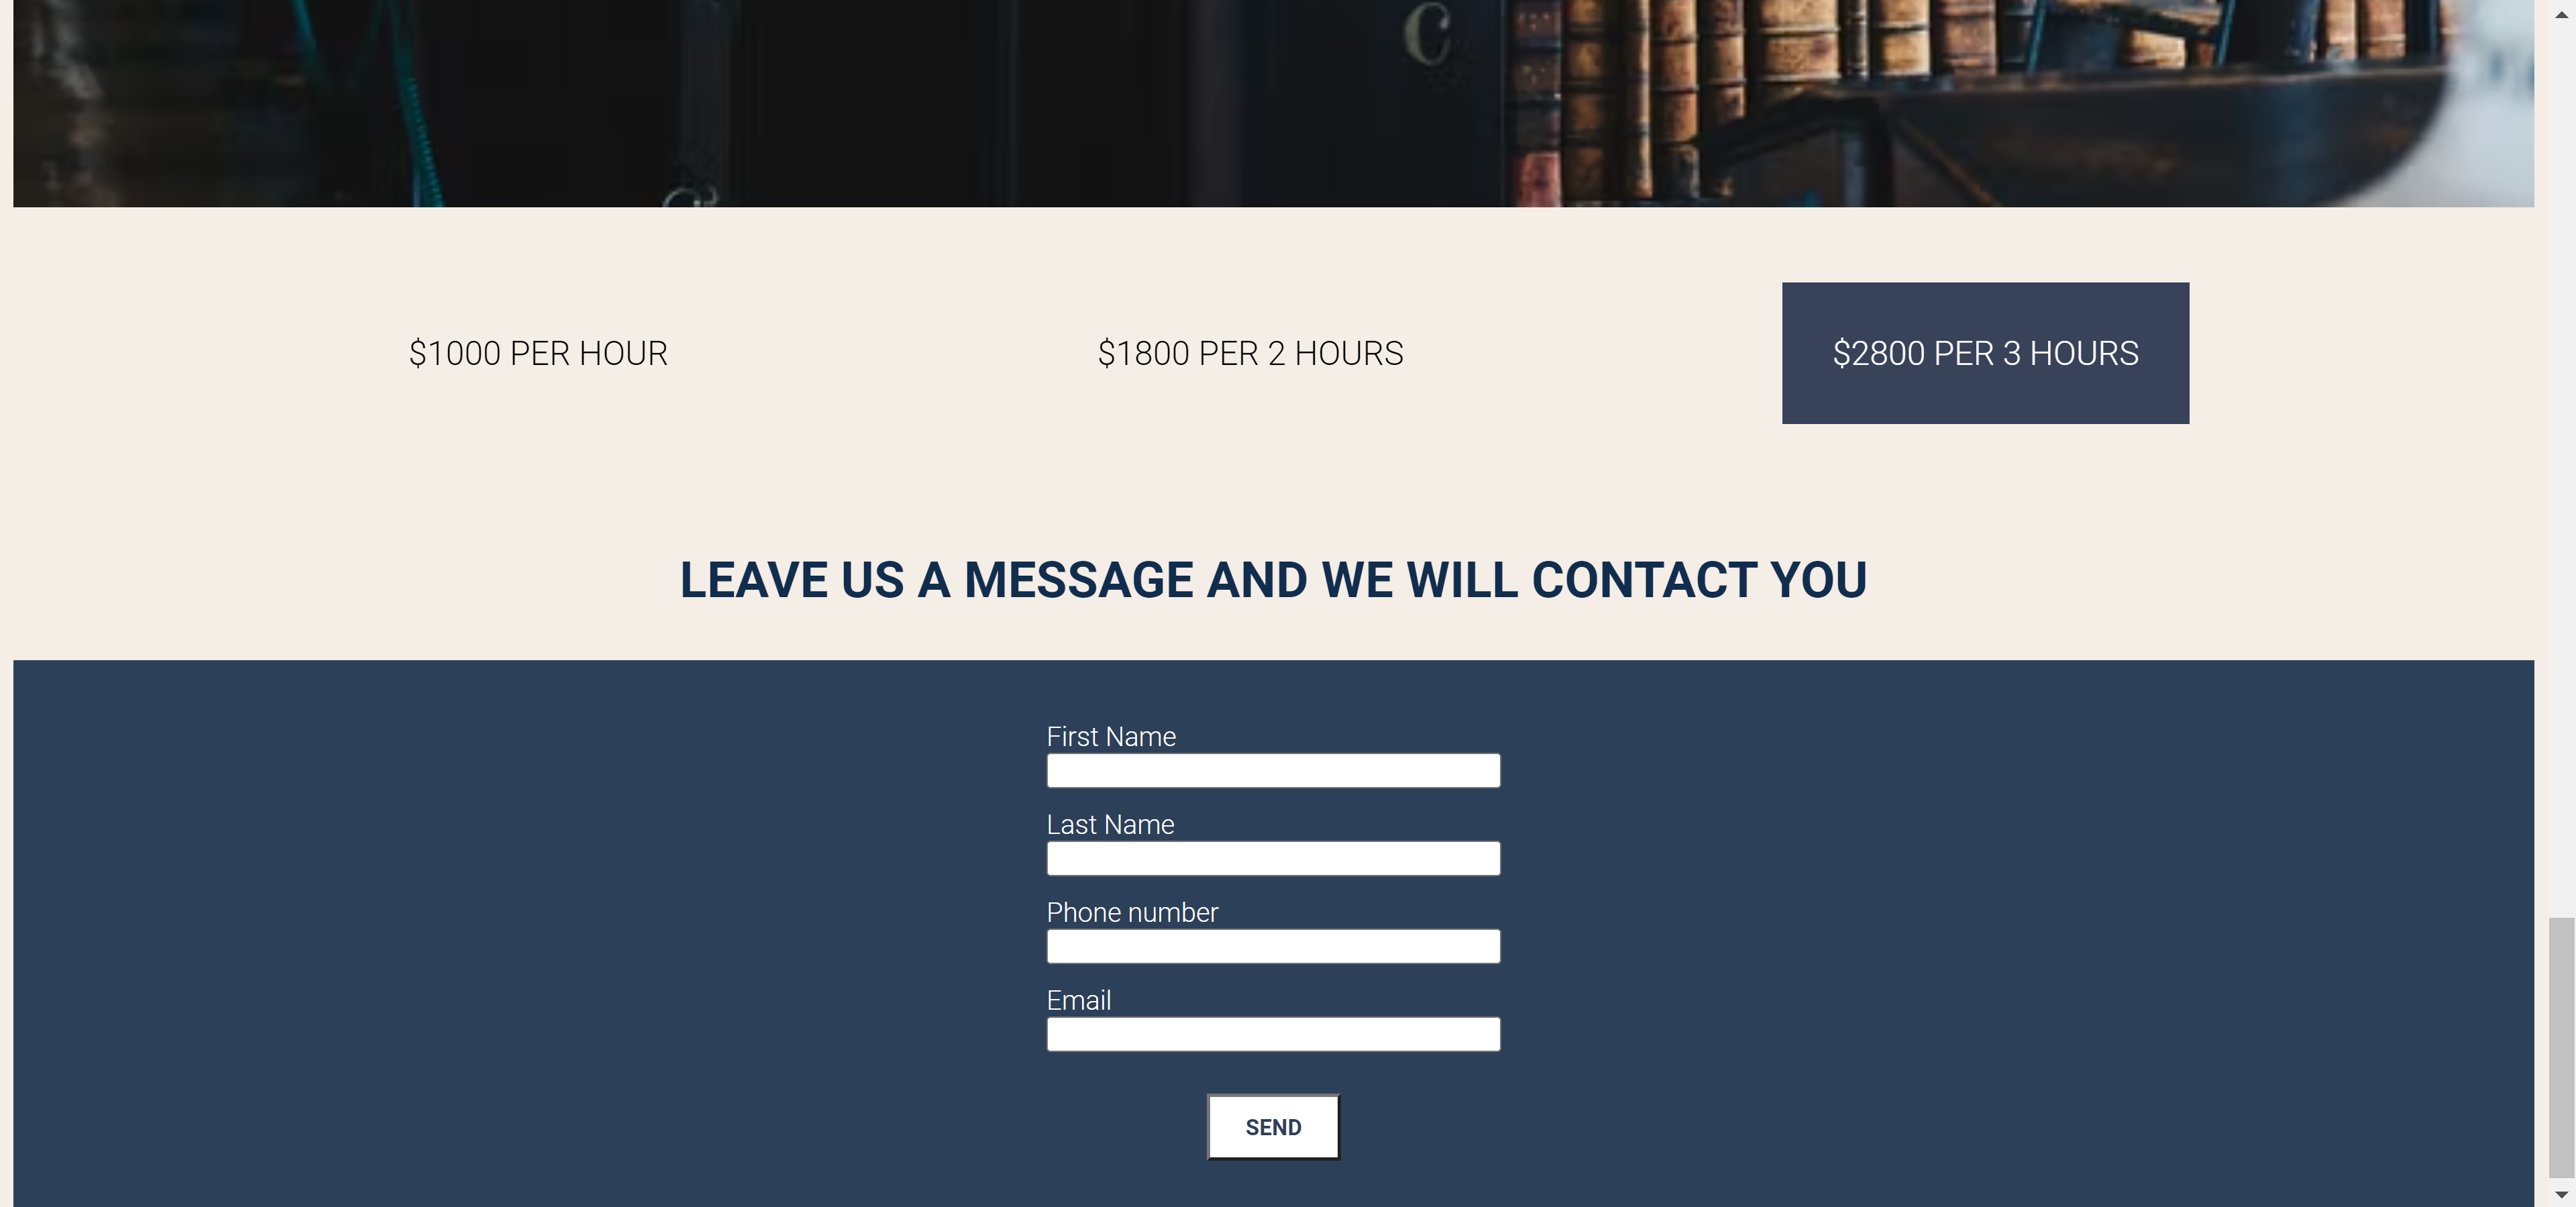 C
$1000 PER HOUR
$1800 PER 2 HOURS
$2800 PER 3 HOURS
LEAVE US A MESSAGE AND WE WILL CONTACT YOU
First Name
Last Name
Phone number
Email
SEND